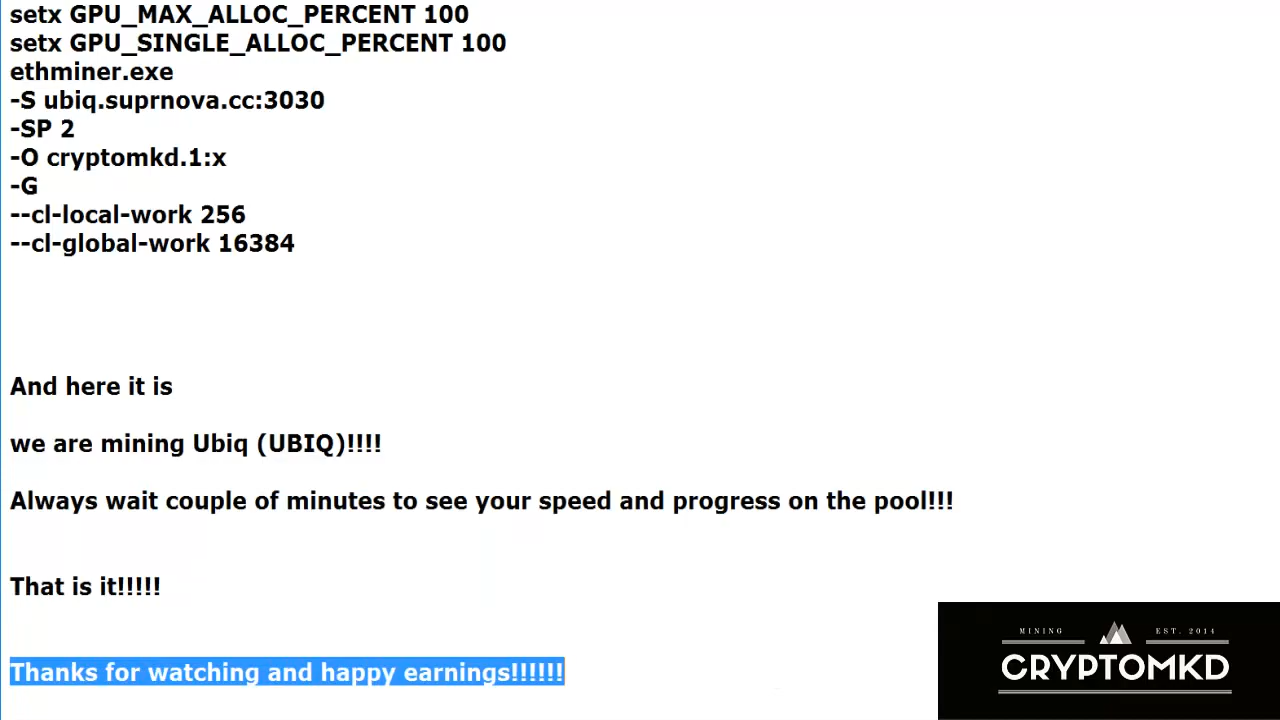 setx GPU_MAX_ALLOC_PERCENT 100
setx GPU_SINGLE_ALLOC_PERCENT 100
ethminer.exe
-S ubiq.suprnova.cc:3030
-SP 2
-O cryptomkd.1:x
-G
--cl-local-work 256
--cl-global-work 16384
And here it is
we are mining Ubiq (UBIQ)!!!!
Always wait couple of minutes to see your speed and progress on the pool!!!
That is it!!!!!
Thanks for watching and happy earnings!!!!!!
MINING EST. 2014
CRYPTOMKD